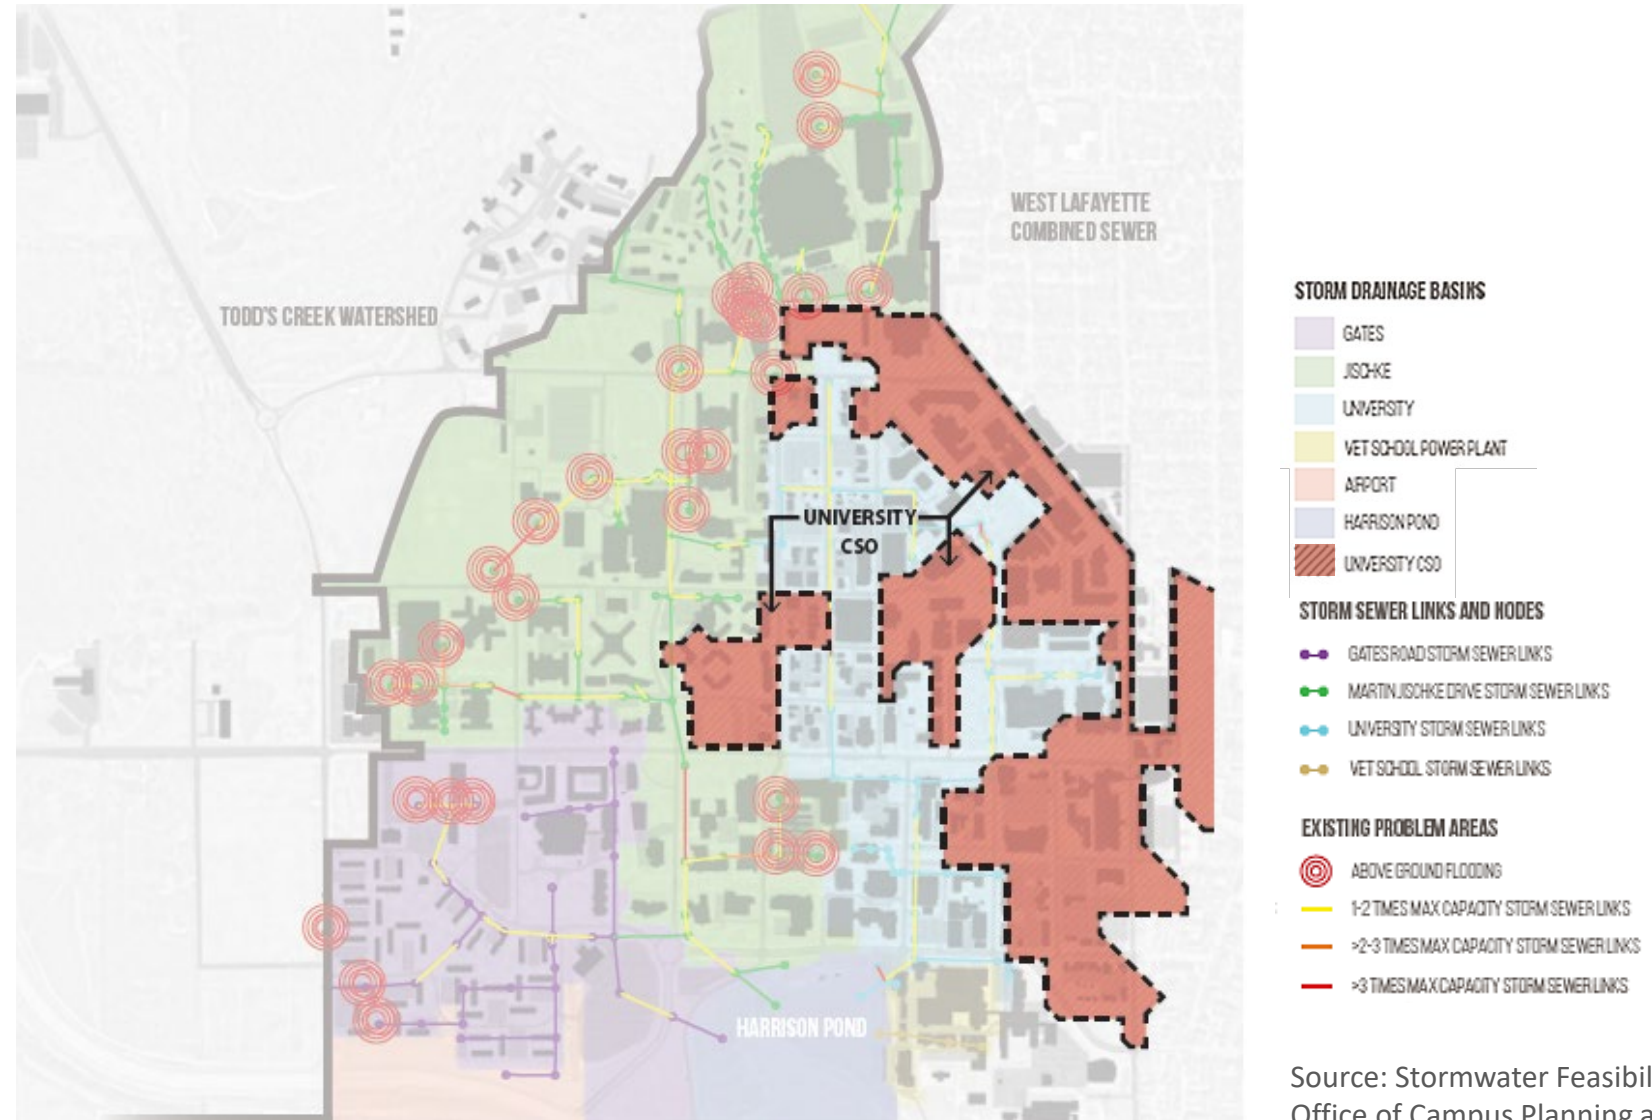 WEST LAFAYETTE
COMBINED SEWER
TODD'S CREEK WATERSHED
UNIVERSITY
CSO
HARRISON POND
STORM DRAINAGE BASINS
GATES
JISCHKE
UNIVERSITY
VET SCHOOL POWER PLANT
AIRPORT
HARRISON POND
UNIVERSITY CSO
STORM SEWER LINKS AND NODES
GATES ROAD STORM SEWER LINKS
MARTIN JISCHKE DRIVE STORM SEWER LINKS
UNIVERSITY STORM SEWER LINKS
VET SCHOOL STORM SEWER LINKS
EXISTING PROBLEM AREAS
ABOVE GROUND FLOODING
1-2 TIMES MAX CAPACITY STORM SEWER LINKS
>2-3 TIMES MAX CAPACITY STORM SEWER LINKS
>3 TIMES MAX CAPACITY STORM SEWER LINKS
Source: Stormwater Feasibil
Office of Campus Planning a